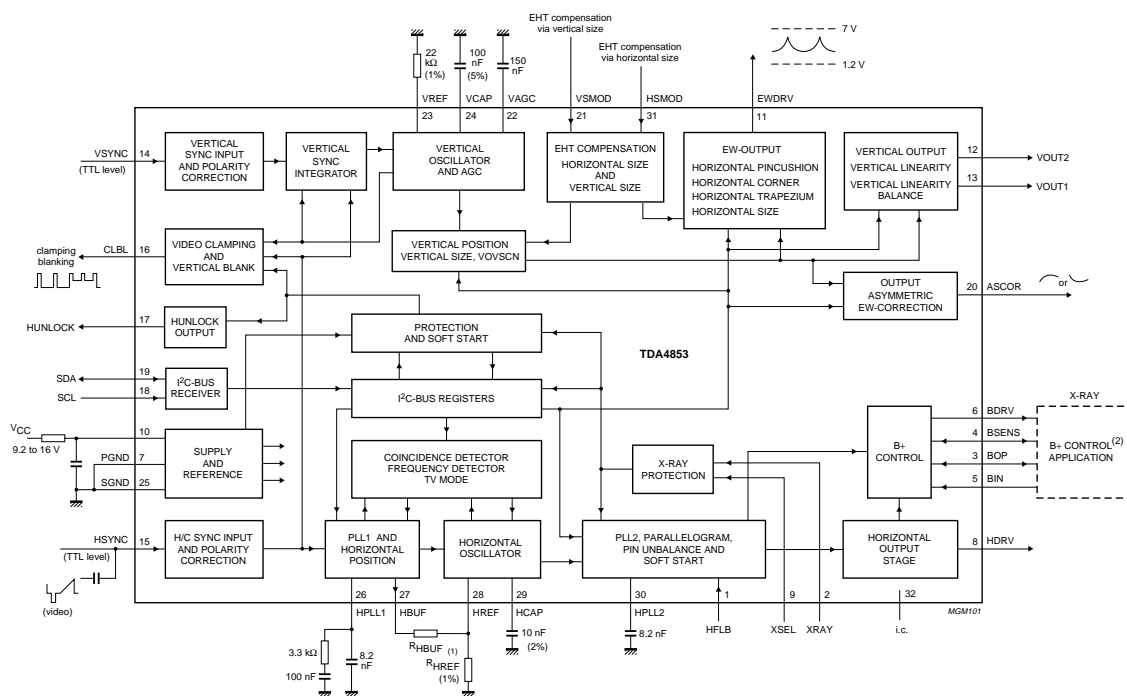 EHT compensation
via vertical size
EHT compensation
via horizontal size
7 V
1.2 V
22
kΩ
(1%)
100
nF
(5%)
150
nF
VREF
VCAP
VAGC
VSMOD
HSMOD
EWDRV
23
24
22
21
31
11
VSYNC
14
(TTL level)
VERTICAL
SYNC INPUT
AND POLARITY
CORRECTION
VERTICAL
SYNC
INTEGRATOR
VERTICAL
OSCILLATOR
AND AGC
EHT COMPENSATION
HORIZONTAL SIZE
AND
VERTICAL SIZE
EW-OUTPUT
HORIZONTAL PINCUSHION
HORIZONTAL CORNER
HORIZONTAL TRAPEZIUM
HORIZONTAL SIZE
VERTICAL OUTPUT
VERTICAL LINEARITY
VERTICAL LINEARITY
BALANCE
12
VOUT2
13
VOUT1
clamping
blanking
CLBL
16
VIDEO CLAMPING
AND
VERTICAL BLANK
VERTICAL POSITION
VERTICAL SIZE, VOVSCN
OUTPUT
ASYMMETRIC
EW-CORRECTION
20
ASCOR
or
HUNLOCK
17
HUNLOCK
OUTPUT
PROTECTION
AND SOFT START
TDA4853
SDA
19
SCL
18
I2C-BUS
RECEIVER
I2C-BUS REGISTERS
X-RAY
VCC
9.2 to 16 V
10
PGND
7
SGND
25
SUPPLY
AND
REFERENCE
COINCIDENCE DETECTOR
FREQUENCY DETECTOR
TV MODE
X-RAY
PROTECTION
B+
CONTROL
6
BDRV
4
BSENS
3
BOP
5
BIN
B+ CONTROL(2)
APPLICATION
HSYNC
15
(TTL level)
(video)
H/C SYNC INPUT
AND POLARITY
CORRECTION
PLL1 AND
HORIZONTAL
POSITION
HORIZONTAL
OSCILLATOR
PLL2, PARALLELOGRAM,
PIN UNBALANCE AND
SOFT START
HORIZONTAL
OUTPUT
STAGE
8
HDRV
26
27
28
29
30
1
9
2
32
MGM101
HPLL1
HBUF
HREF
HCAP
HPLL2
HFLB
XSEL
XRAY
i.c.
3.3 kΩ
100 nF
8.2
nF
RHBUF (1)
RHREF
(1%)
10 nF
(2%)
8.2 nF